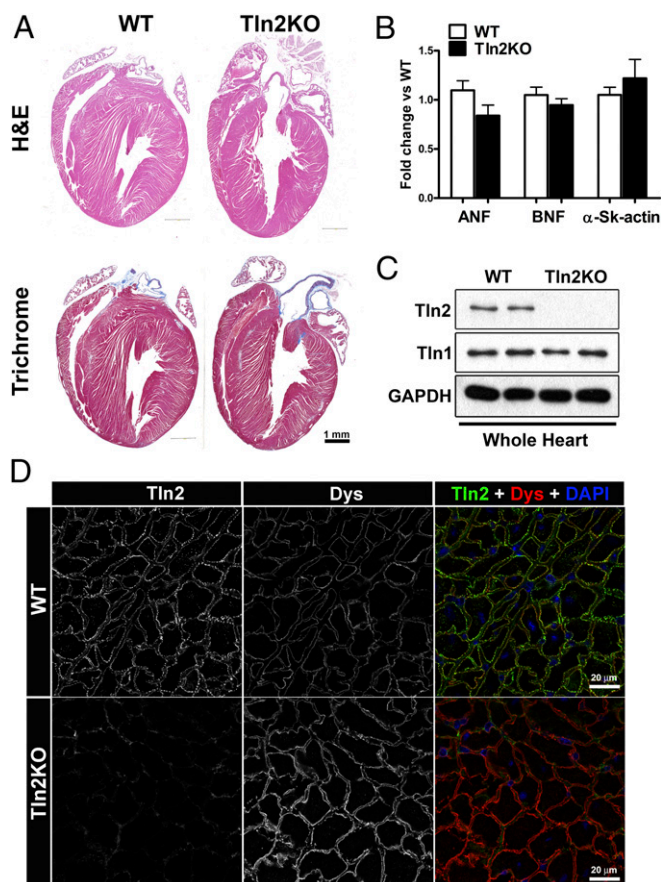 A
WT
Tln2KO
H&E
Trichrome
1 mm
B
WT
Tln2KO
Fold change vs WT
1.5
1.0
0.5
0.0
ANF
BNF
α-Sk-actin
C
WT
Tln2KO
Tln2
Tln1
GAPDH
Whole Heart
D
Tln2
Dys
Tln2 + Dys + DAPI
WT
20 μm
Tln2KO
20 μm